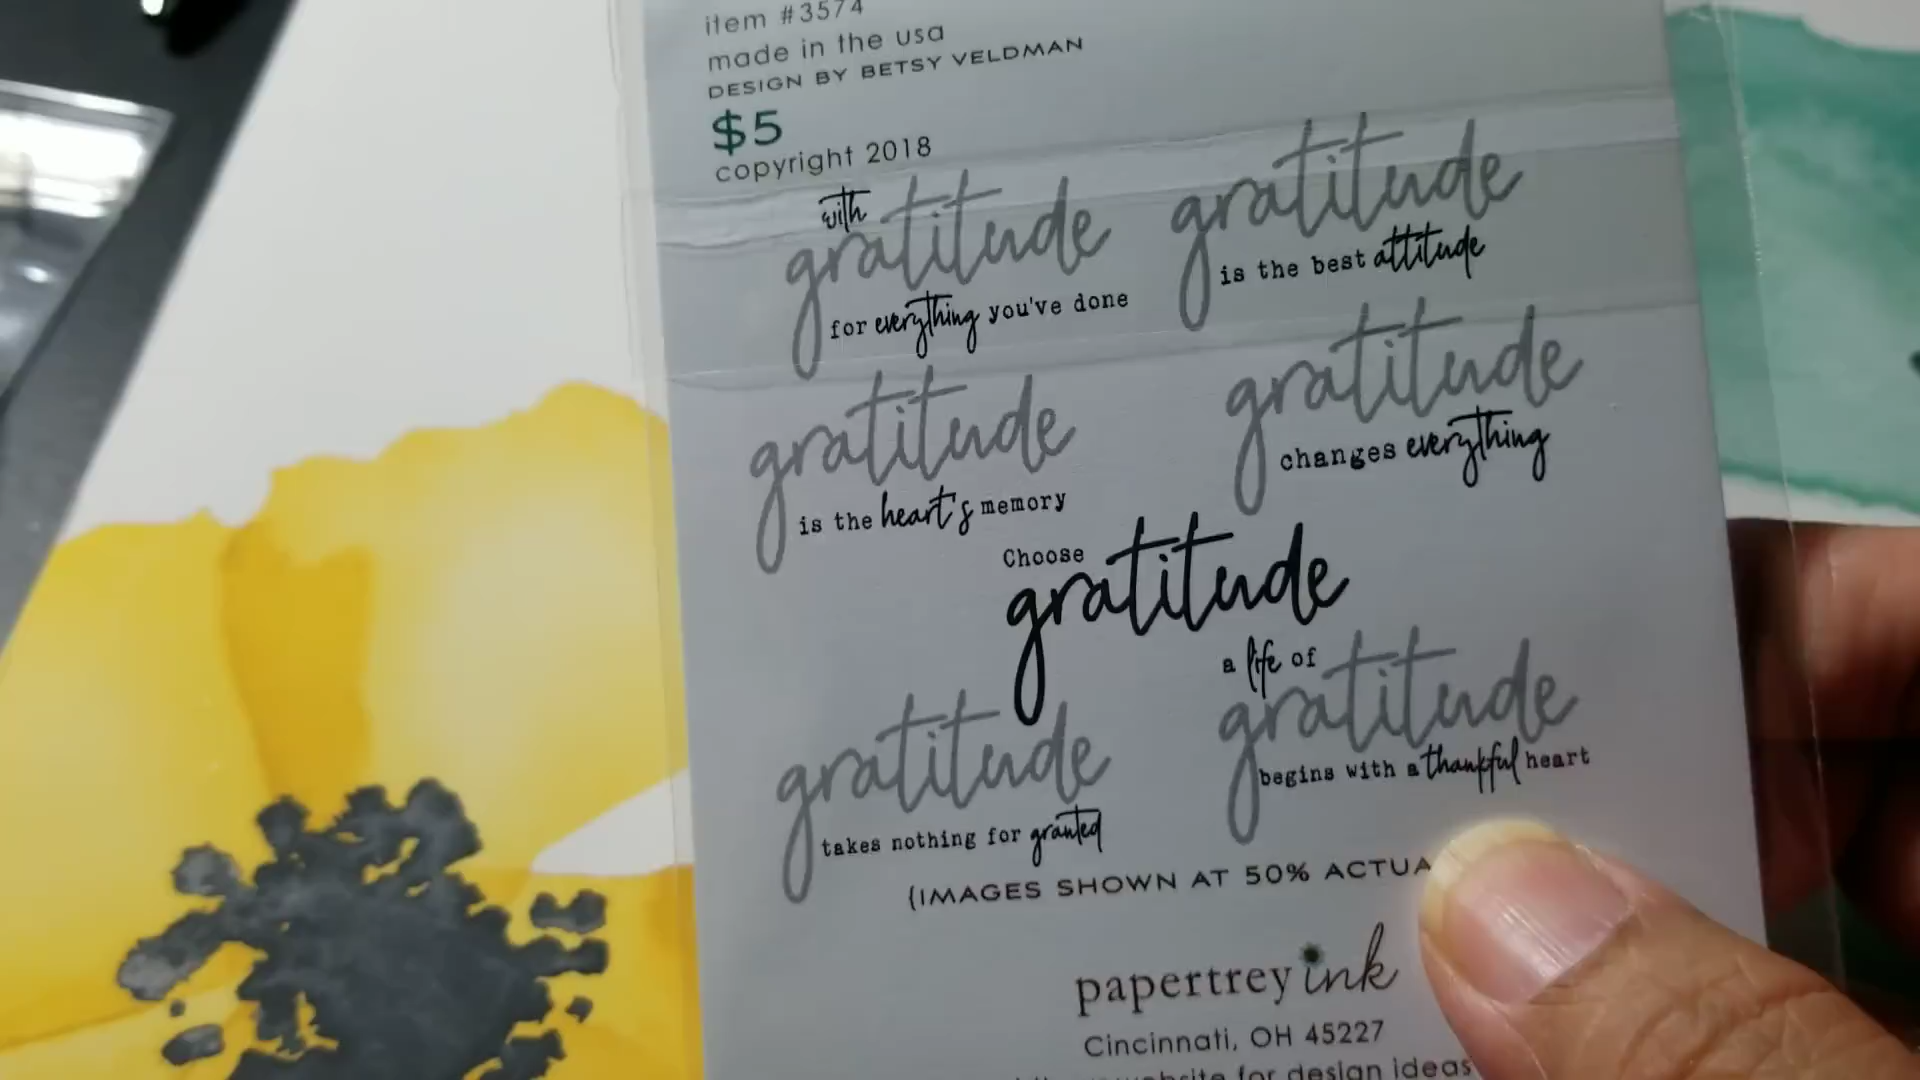 item #3574
made in the usa
DESIGN BY BETSY VELDMAN
$5
copyright 2018
with
gratitude
for everything you've done
gratitude
is the best attitude
gratitude
is the heart's memory
gratitude
changes everything
Choose
gratitude
gratitude
takes nothing for granted
a life of
gratitude
begins with a thankful heart
(IMAGES SHOWN AT 50% ACTUA
papertrey ink
Cincinnati, OH 45227
website for design ideas